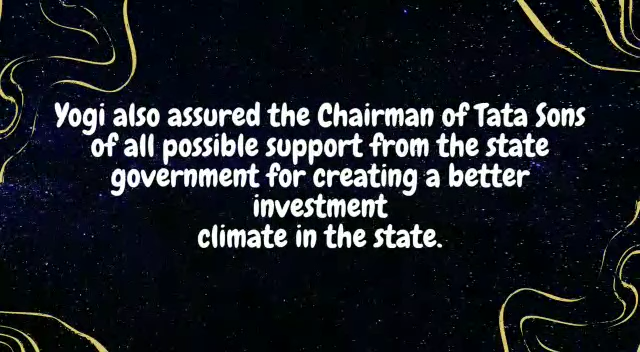 Yogi also assured the Chairman of Tata Sons
of all possible support from the state
government for creating a better
investment
climate in the state.